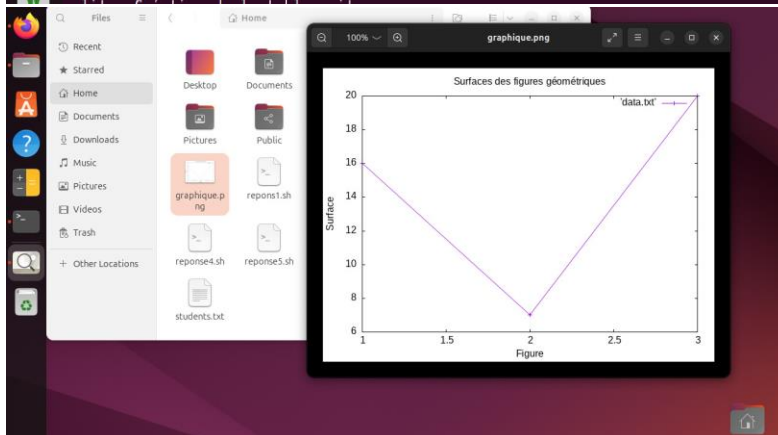 Files
Home
Recent
Starred
Home
Documents
Downloads
Music
Pictures
Videos
Trash
+ Other Locations
Desktop
Documents
Pictures
Public
graphique.p
ng
repons1.sh
reponse4.sh
reponse5.sh
students.txt
100%
graphique.png
Surfaces des figures géométriques
'data.txt'
20
18
16
14
12
10
8
6
Surface
1
1.5
2
2.5
3
Figure